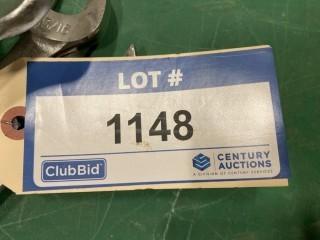 LOT #
1148
ClubBid
CENTURY
AUCTIONS
A DIVISION OF CENTURY SERVICES